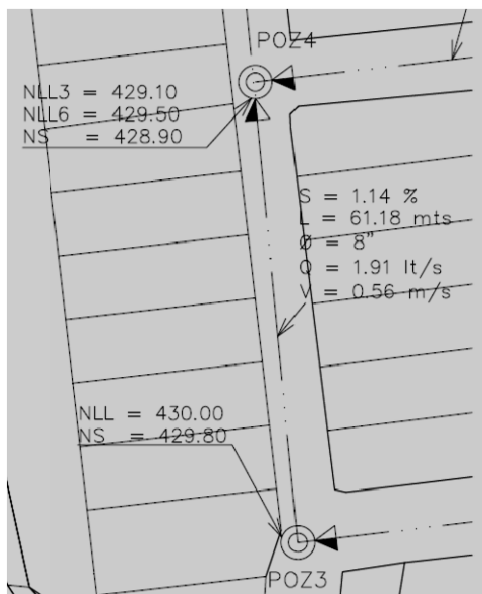 POZ4
NLL3 = 429.10
NLL6 = 429.50
NS = 428.90
S = 1.14 %
L = 61.18 mts
Ø = 8"
Q = 1.91 lt/s
V = 0.56 m/s
NLL = 430.00
NS = 429.80
POZ3